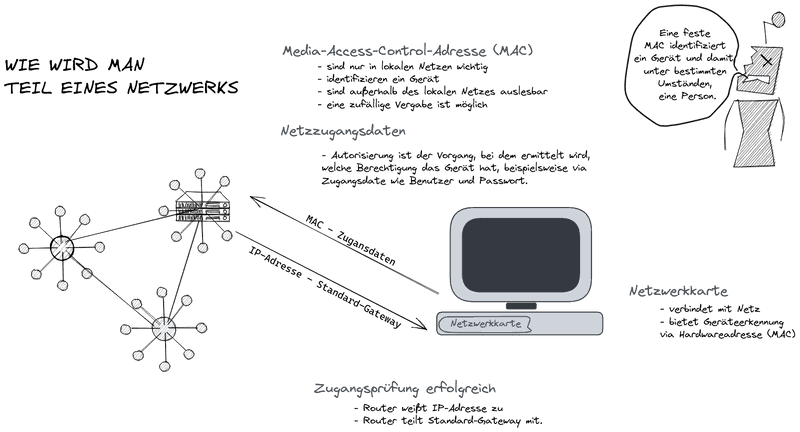 WIE WIRD MAN
TEIL EINES NETZWERKS
Media-Access-Control-Adresse (MAC)
- sind nur in lokalen Netzen wichtig
- identifizieren ein Gerät
- sind außerhalb des lokalen Netzes auslesbar
- eine zufällige Vergabe ist möglich
Eine feste
MAC identifiziert
ein Gerät und damit
unter bestimmten
Umständen,
eine Person.
Netzzugangsdaten
- Autorisierung ist der Vorgang, bei dem ermittelt wird,
welche Berechtigung das Gerät hat, beispielsweise via
Zugangsdate wie Benutzer und Passwort.
MAC - Zugansdaten
IP-Adresse - Standard-Gateway
Netzwerkkarte
Netzwerkkarte
- verbindet mit Netz
- bietet Geräteerkennung
via Hardwareadresse (MAC)
Zugangsprüfung erfolgreich
- Router weißt IP-Adresse zu
- Router teilt Standard-Gateway mit.